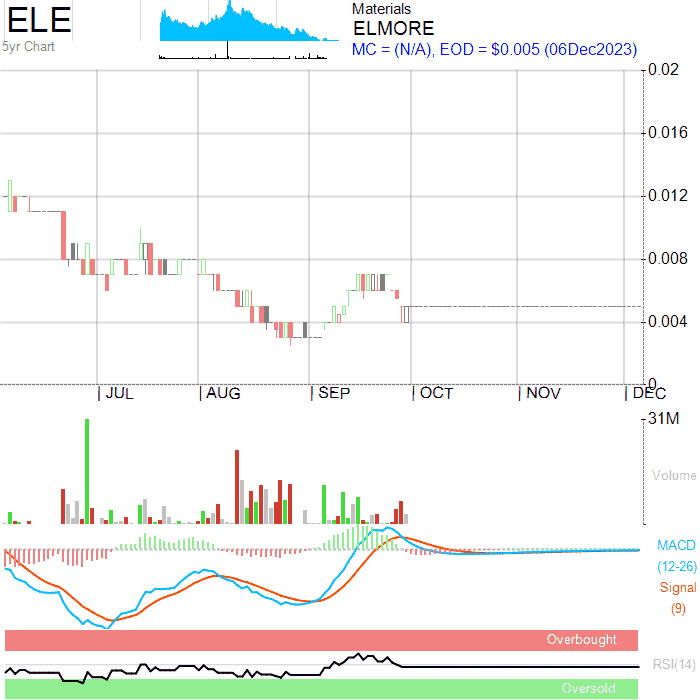 ELE
5yr Chart
Materials
ELMORE
MC = (N/A), EOD = $0.005 (06Dec2023)
0.02
0.016
0.012
0.008
0.004
0
JUL AUG SEP OCT NOV DEC
31M
Volume
MACD
(12-26)
Signal
(9)
Overbought
RSI(14)
Oversold